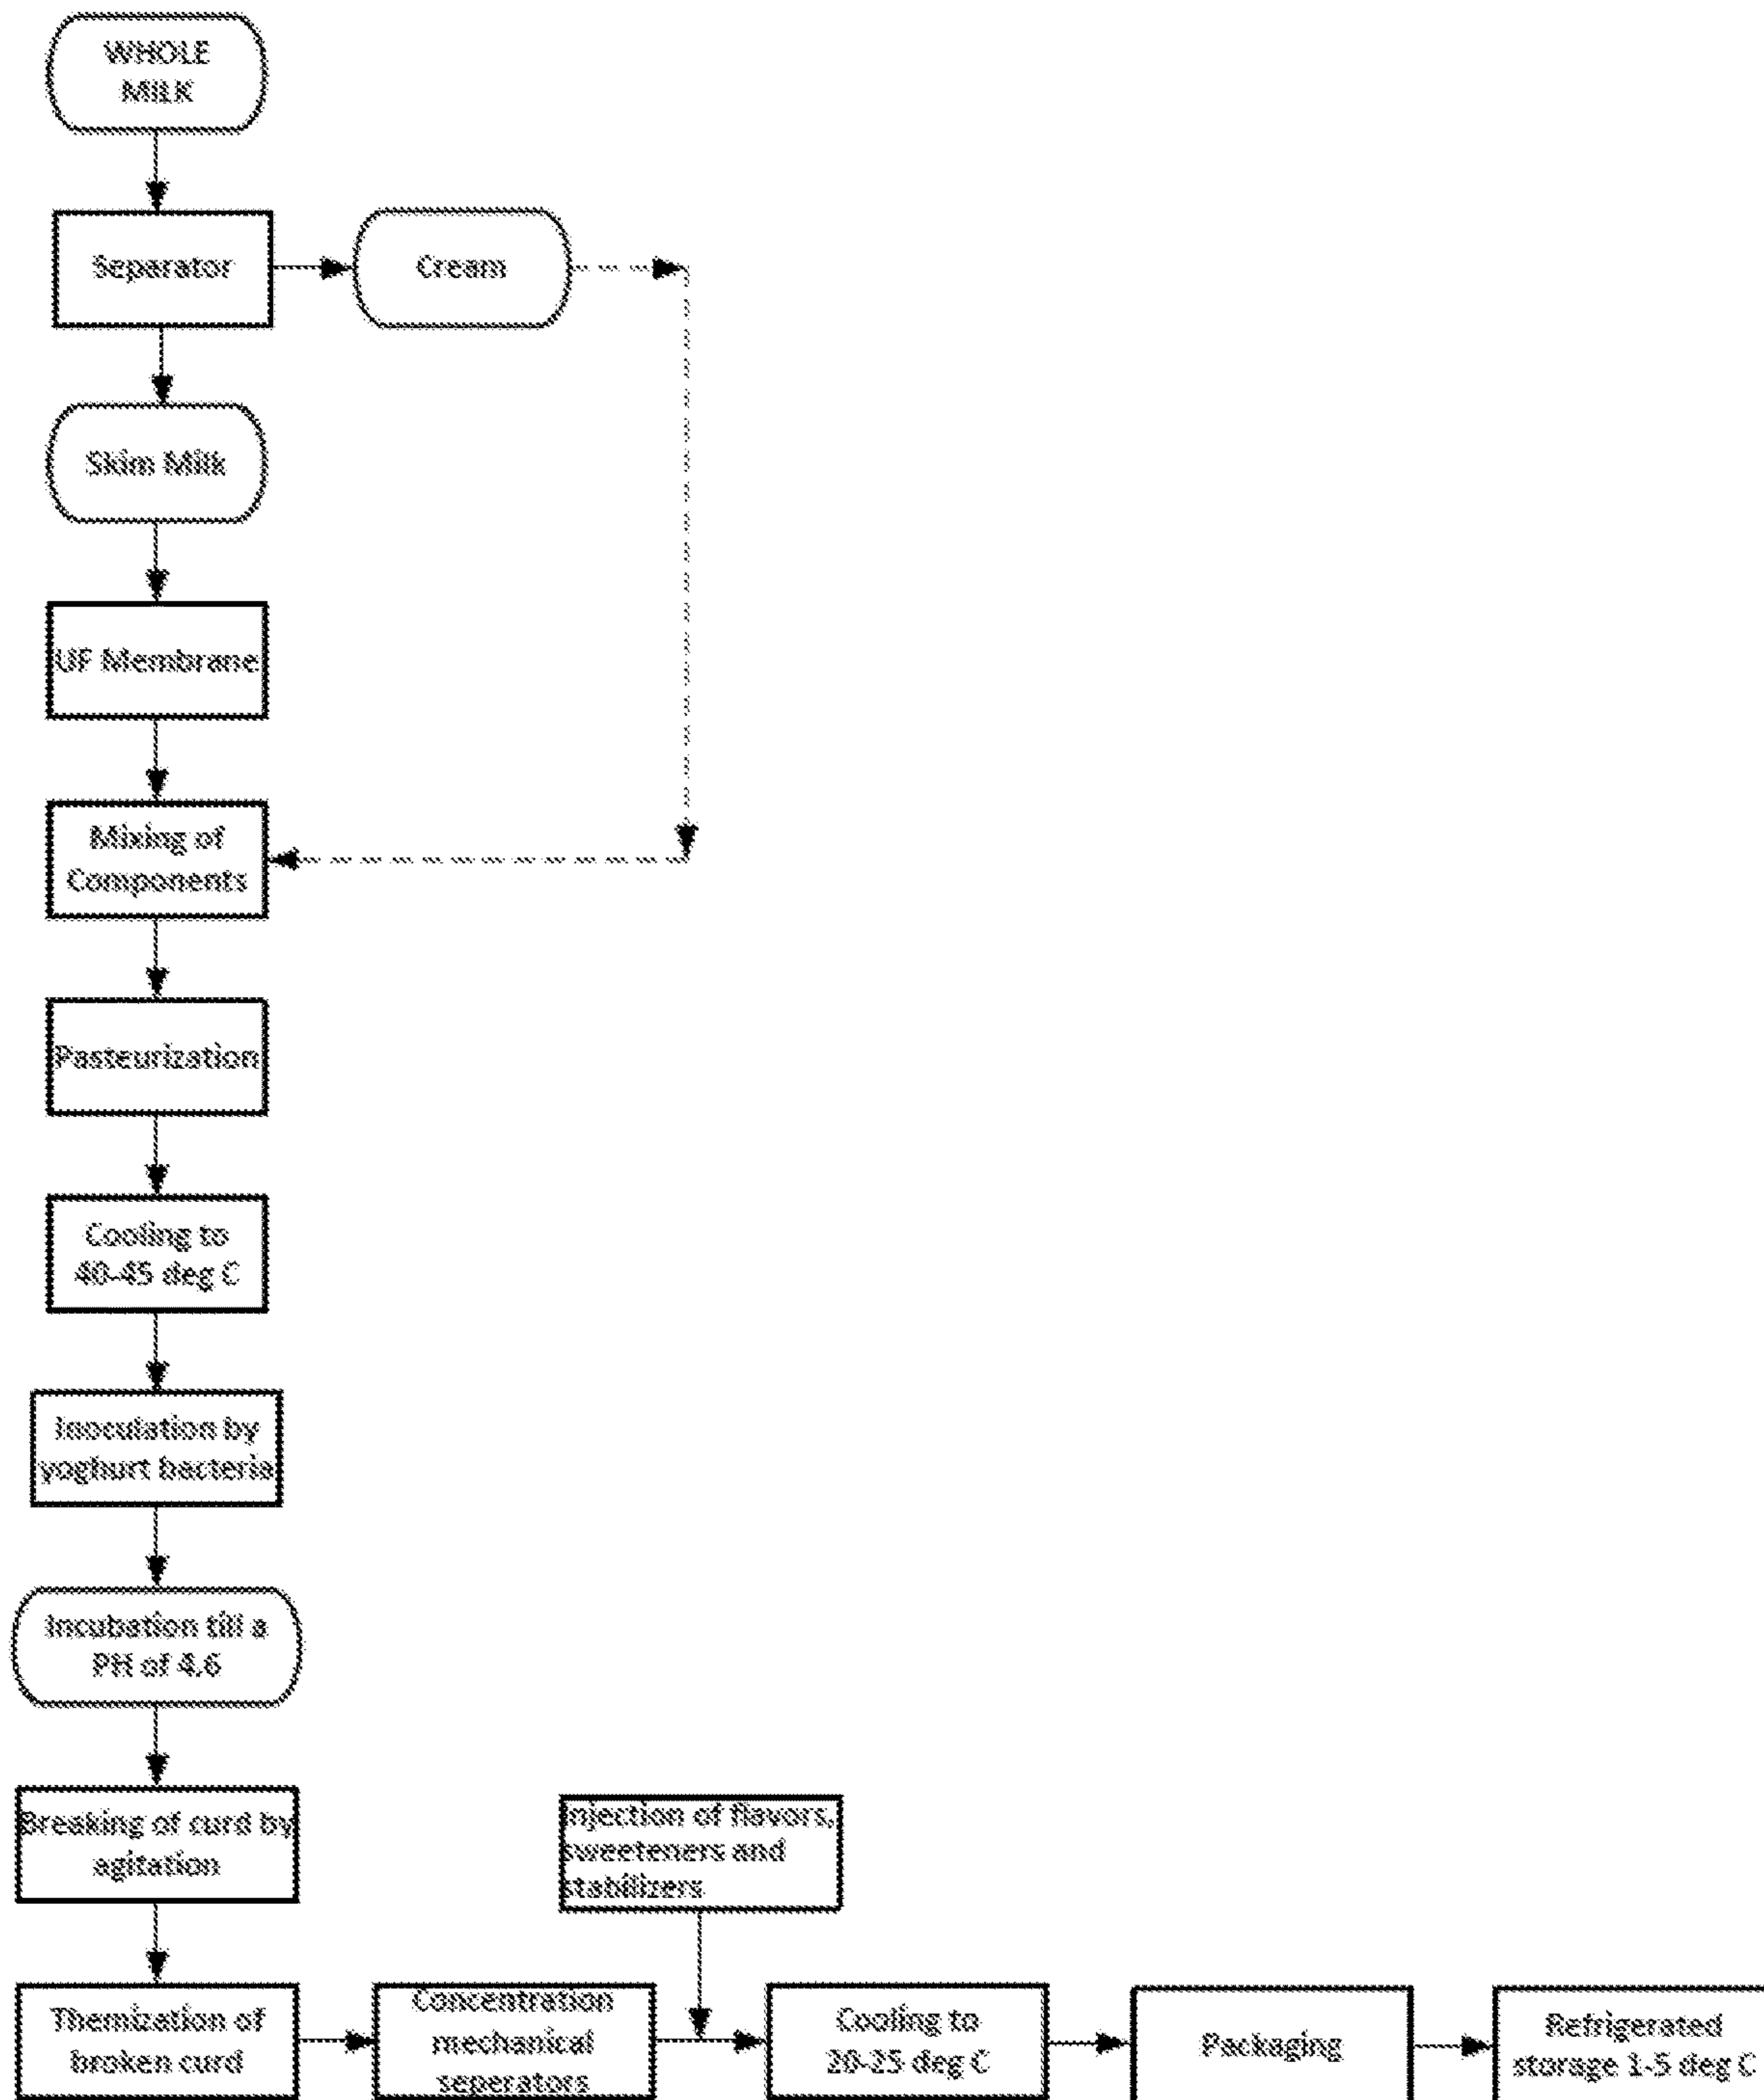 WHOLE
MILK
Separator
Cream
Skim Milk
UF Membrane
Mixing of
Components
Pasteurization
Cooling to
40-45 deg C
Inoculation by
yoghurt bacteria
Incubation till a
PH of 4.6
Breaking of curd by
agitation
Injection of flavors,
sweeteners and
stabilizers
Themization of
broken curd
Concentration
mechanical
seperators
Cooling to
20-25 deg C
Packaging
Refrigerated
storage 1-5 deg C